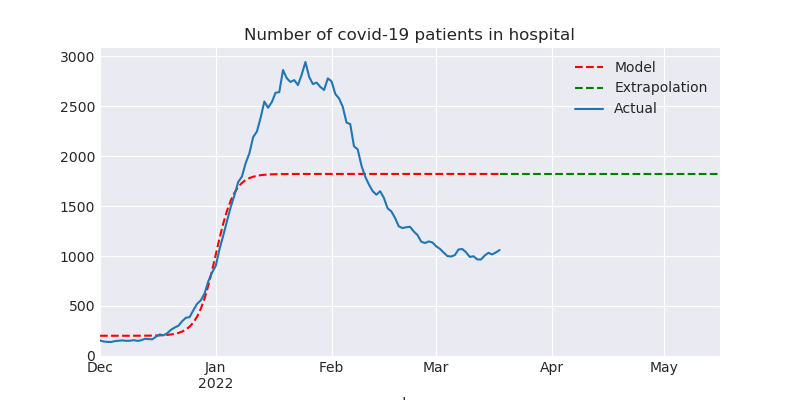 Number of covid-19 patients in hospital
3000
2500
2000
1500
1000
500
0
Model
Extrapolation
Actual
Dec
Jan
Feb
Mar
Apr
May
2022